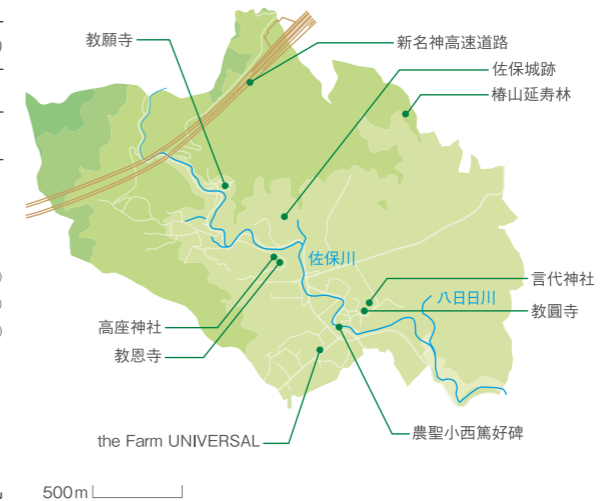 教願寺
新名神高速道路
佐保城跡
椿山延寿林
佐保川
言代神社
八日日川
教圓寺
高座神社
教恩寺
農聖小西篤好碑
the Farm UNIVERSAL
500m